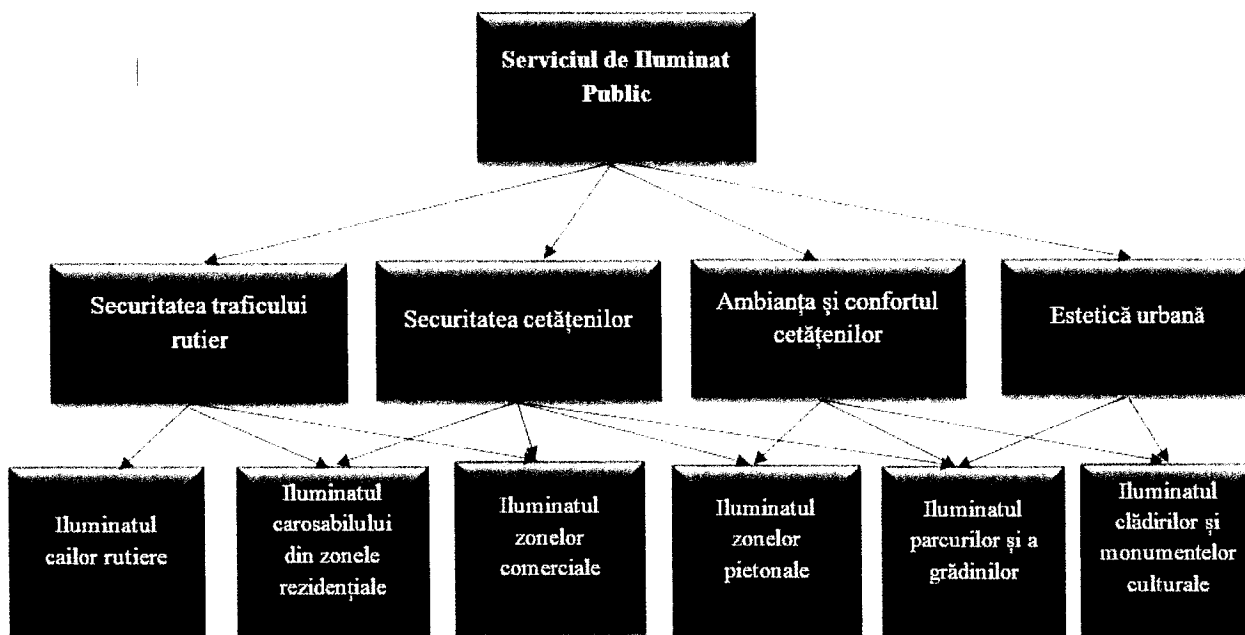 Serviciul de Iluminat
Public
Securitatea traficului
rutier
Securitatea cetățenilor
Ambianța și confortul
cetățenilor
Estetică urbană
Iluminatul
cailor rutiere
Iluminatul
carosabilului
din zonele
rezidențiale
Iluminatul
zonelor
comerciale
Iluminatul
zonelor
pietonale
Iluminatul
parcurilor și a
grădinilor
Iluminatul
clădirilor și
monumentelor
culturale